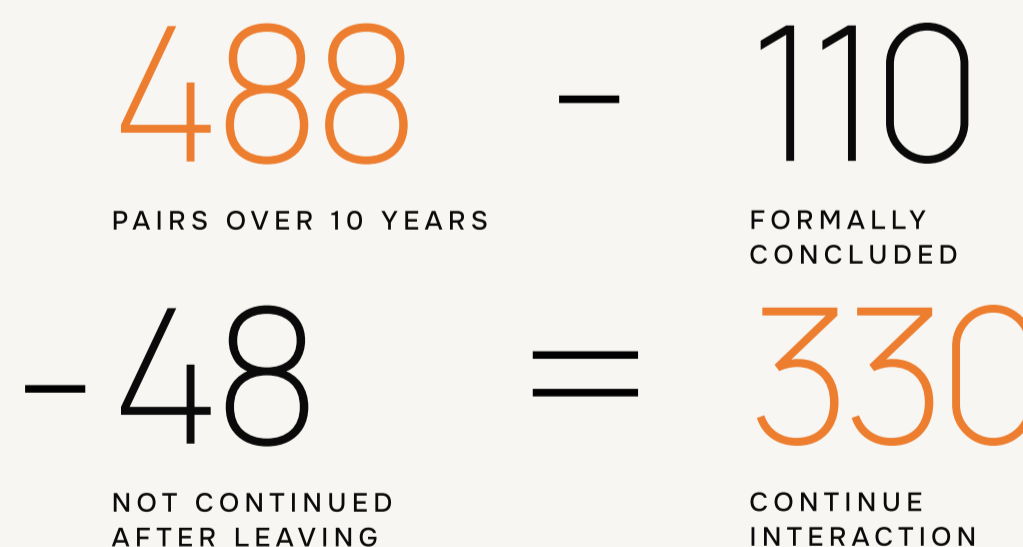 488 – 110
PAIRS OVER 10 YEARS
FORMALLY
CONCLUDED
– 48 = 330
NOT CONTINUED
AFTER LEAVING
CONTINUE
INTERACTION